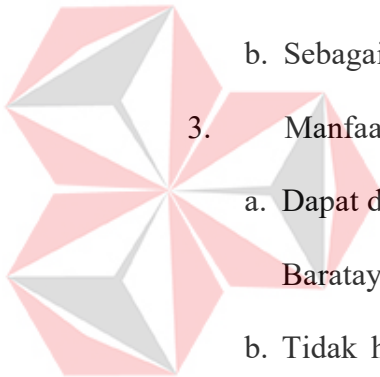 b. Sebagai
3. Manfaa
a. Dapat d
Baratay
b. Tidak h